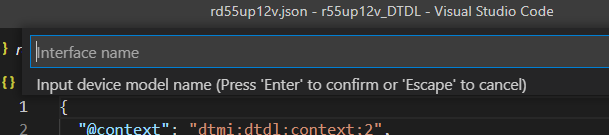 rd55up12v.json - r55up12v_DTDL - Visual Studio Code
} r
Interface name
{}
Input device model name (Press 'Enter' to confirm or 'Escape' to cancel)
1 {
2 "@context": "dtmi:dtdl:context;2",